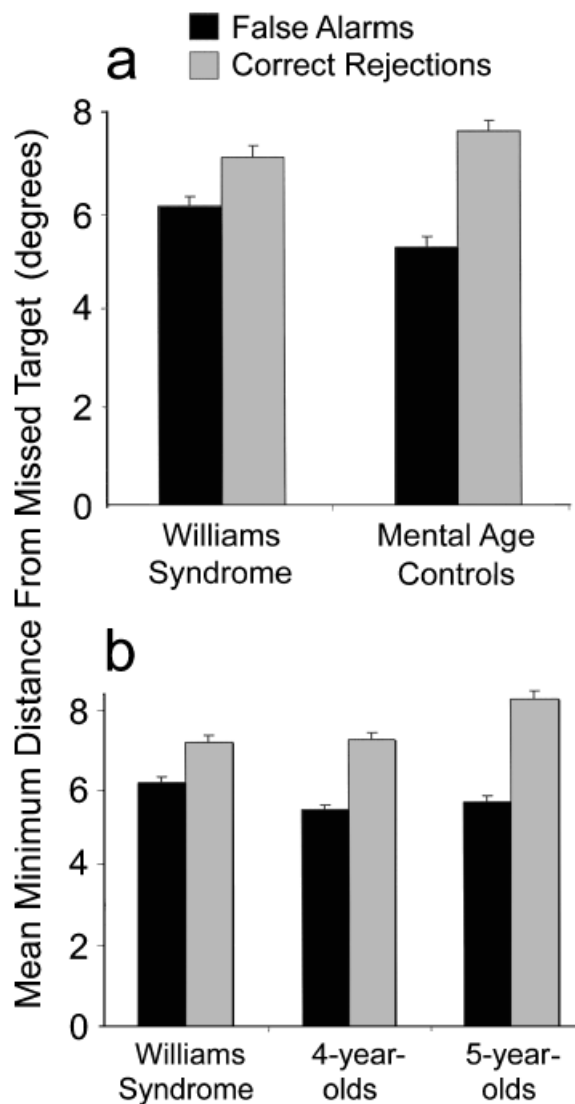 False Alarms
Correct Rejections
a
Mean Minimum Distance From Missed Target (degrees)
8
6
4
2
0
Williams
Syndrome
Mental Age
Controls
b
8
6
4
2
0
Williams
Syndrome
4-year-
olds
5-year-
olds